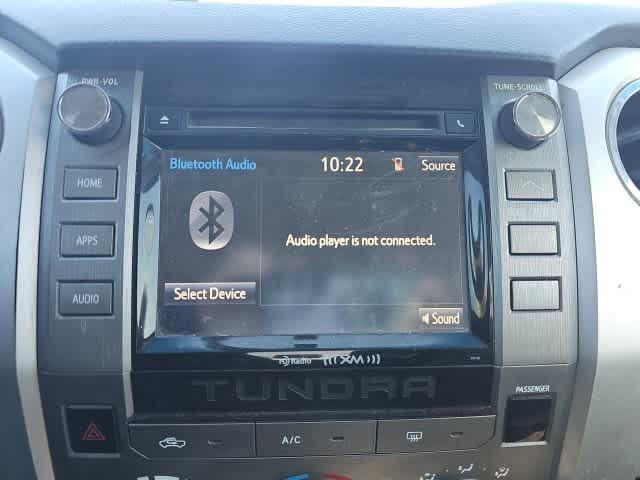 PWR·VOL
TUNE·SCROLL
Bluetooth Audio 10:22 Source
HOME
APPS
Audio player is not connected.
AUDIO
Select Device
Sound
Radio XM
TUNDRA
PASSENGER
A/C